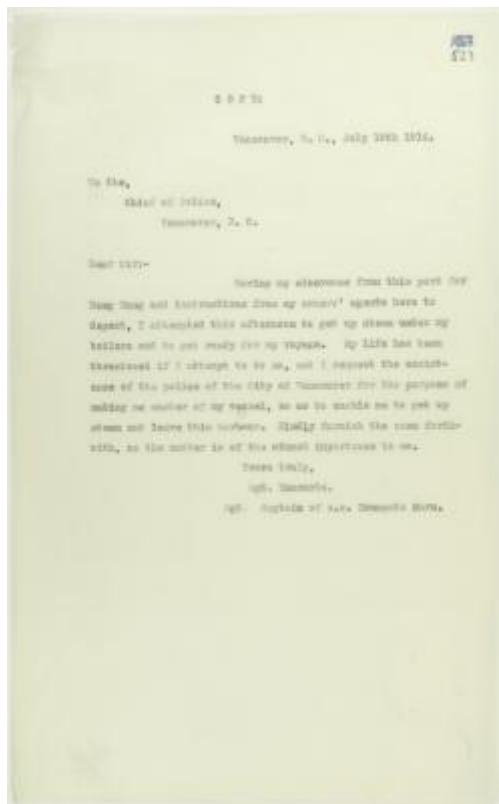 COPY:
Vancouver, B. C., July 18th 1914.
To the,
Chief of Police,
Vancouver, B. C.
Dear Sir:-
Having my clearance from this port for
Hong Kong and instructions from my owners' agents here to
depart, I attempted this afternoon to get up steam under my
boilers and to get ready for my voyage. My life has been
threatened if I attempt to do so, and I request the assist-
ance of the police of the City of Vancouver for the purpose of
making me master of my vessel, so as to enable me to get up
steam and leave this harbour. Kindly furnish the same forth-
with, as the matter is of the utmost importance to me.
Yours truly,
Sgd.
Sgd. Captain of s.s. Komagata Maru.